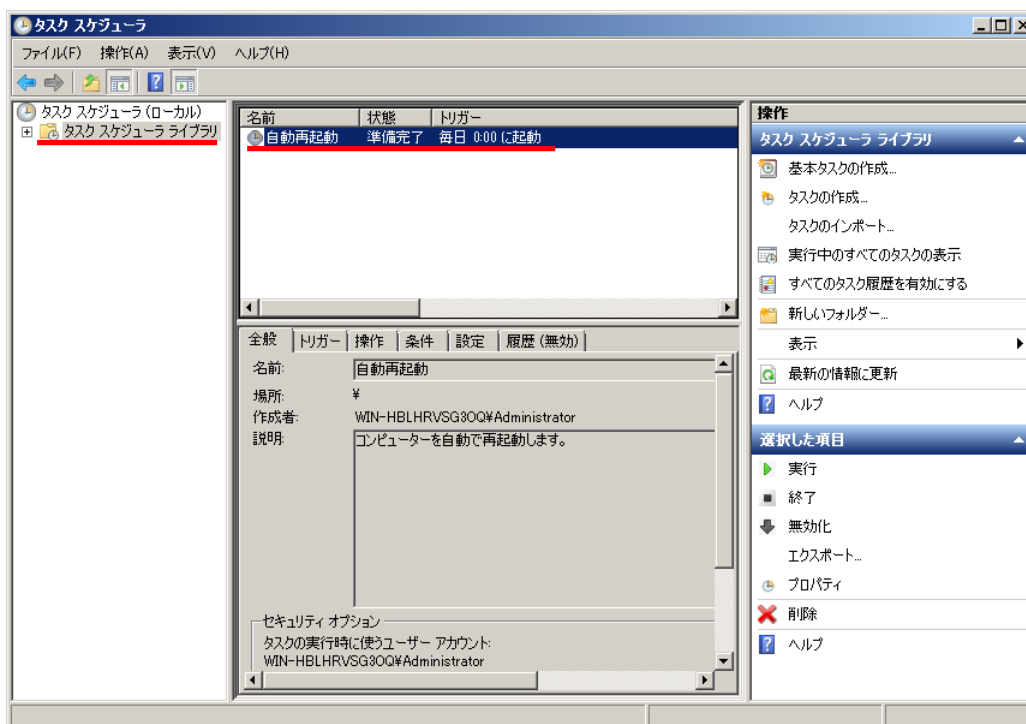 タスク スケジューラ
ファイル(F) 操作(A) 表示(V) ヘルプ(H)
タスク スケジューラ (ローカル)
タスク スケジューラ ライブラリ
名前 状態 トリガー
自動再起動 準備完了 毎日 0:00 に起動
全般 トリガー 操作 条件 設定 履歴 (無効)
名前: 自動再起動
場所: ¥
作成者: WIN-HBLHRVSG3OQ¥Administrator
説明: コンピューターを自動で再起動します。
セキュリティ オプション
タスクの実行時に使うユーザー アカウント:
WIN-HBLHRVSG3OQ¥Administrator
操作
タスク スケジューラ ライブラリ
基本タスクの作成...
タスクの作成...
タスクのインポート...
実行中のすべてのタスクの表示
すべてのタスク履歴を有効にする
新しいフォルダー...
表示
最新の情報に更新
ヘルプ
選択した項目
実行
終了
無効化
エクスポート...
プロパティ
削除
ヘルプ